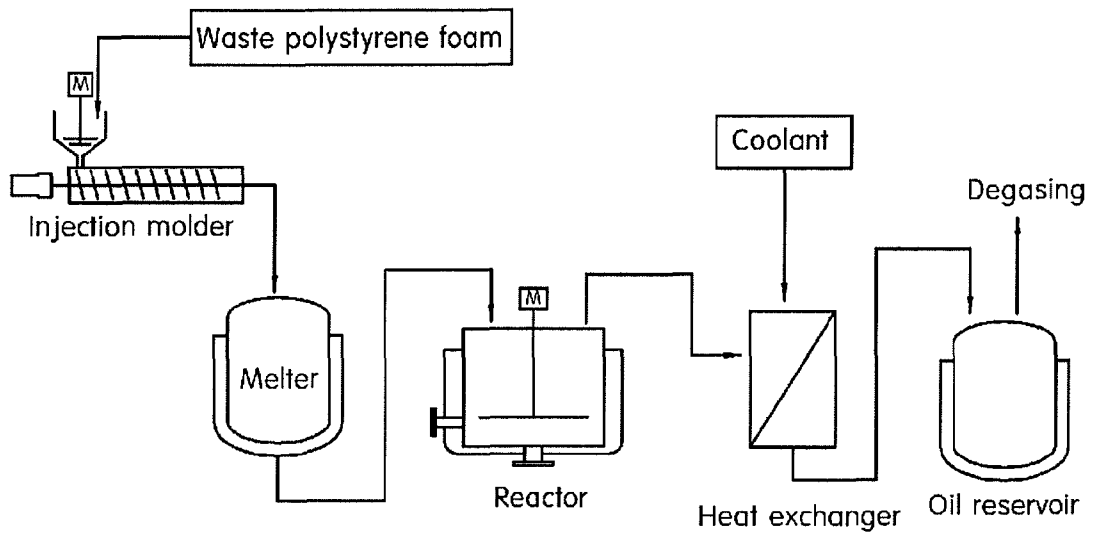 Waste polystyrene foam
M
Injection molder
Coolant
Degasing
Melter
M
Reactor
Heat exchanger
Oil reservoir